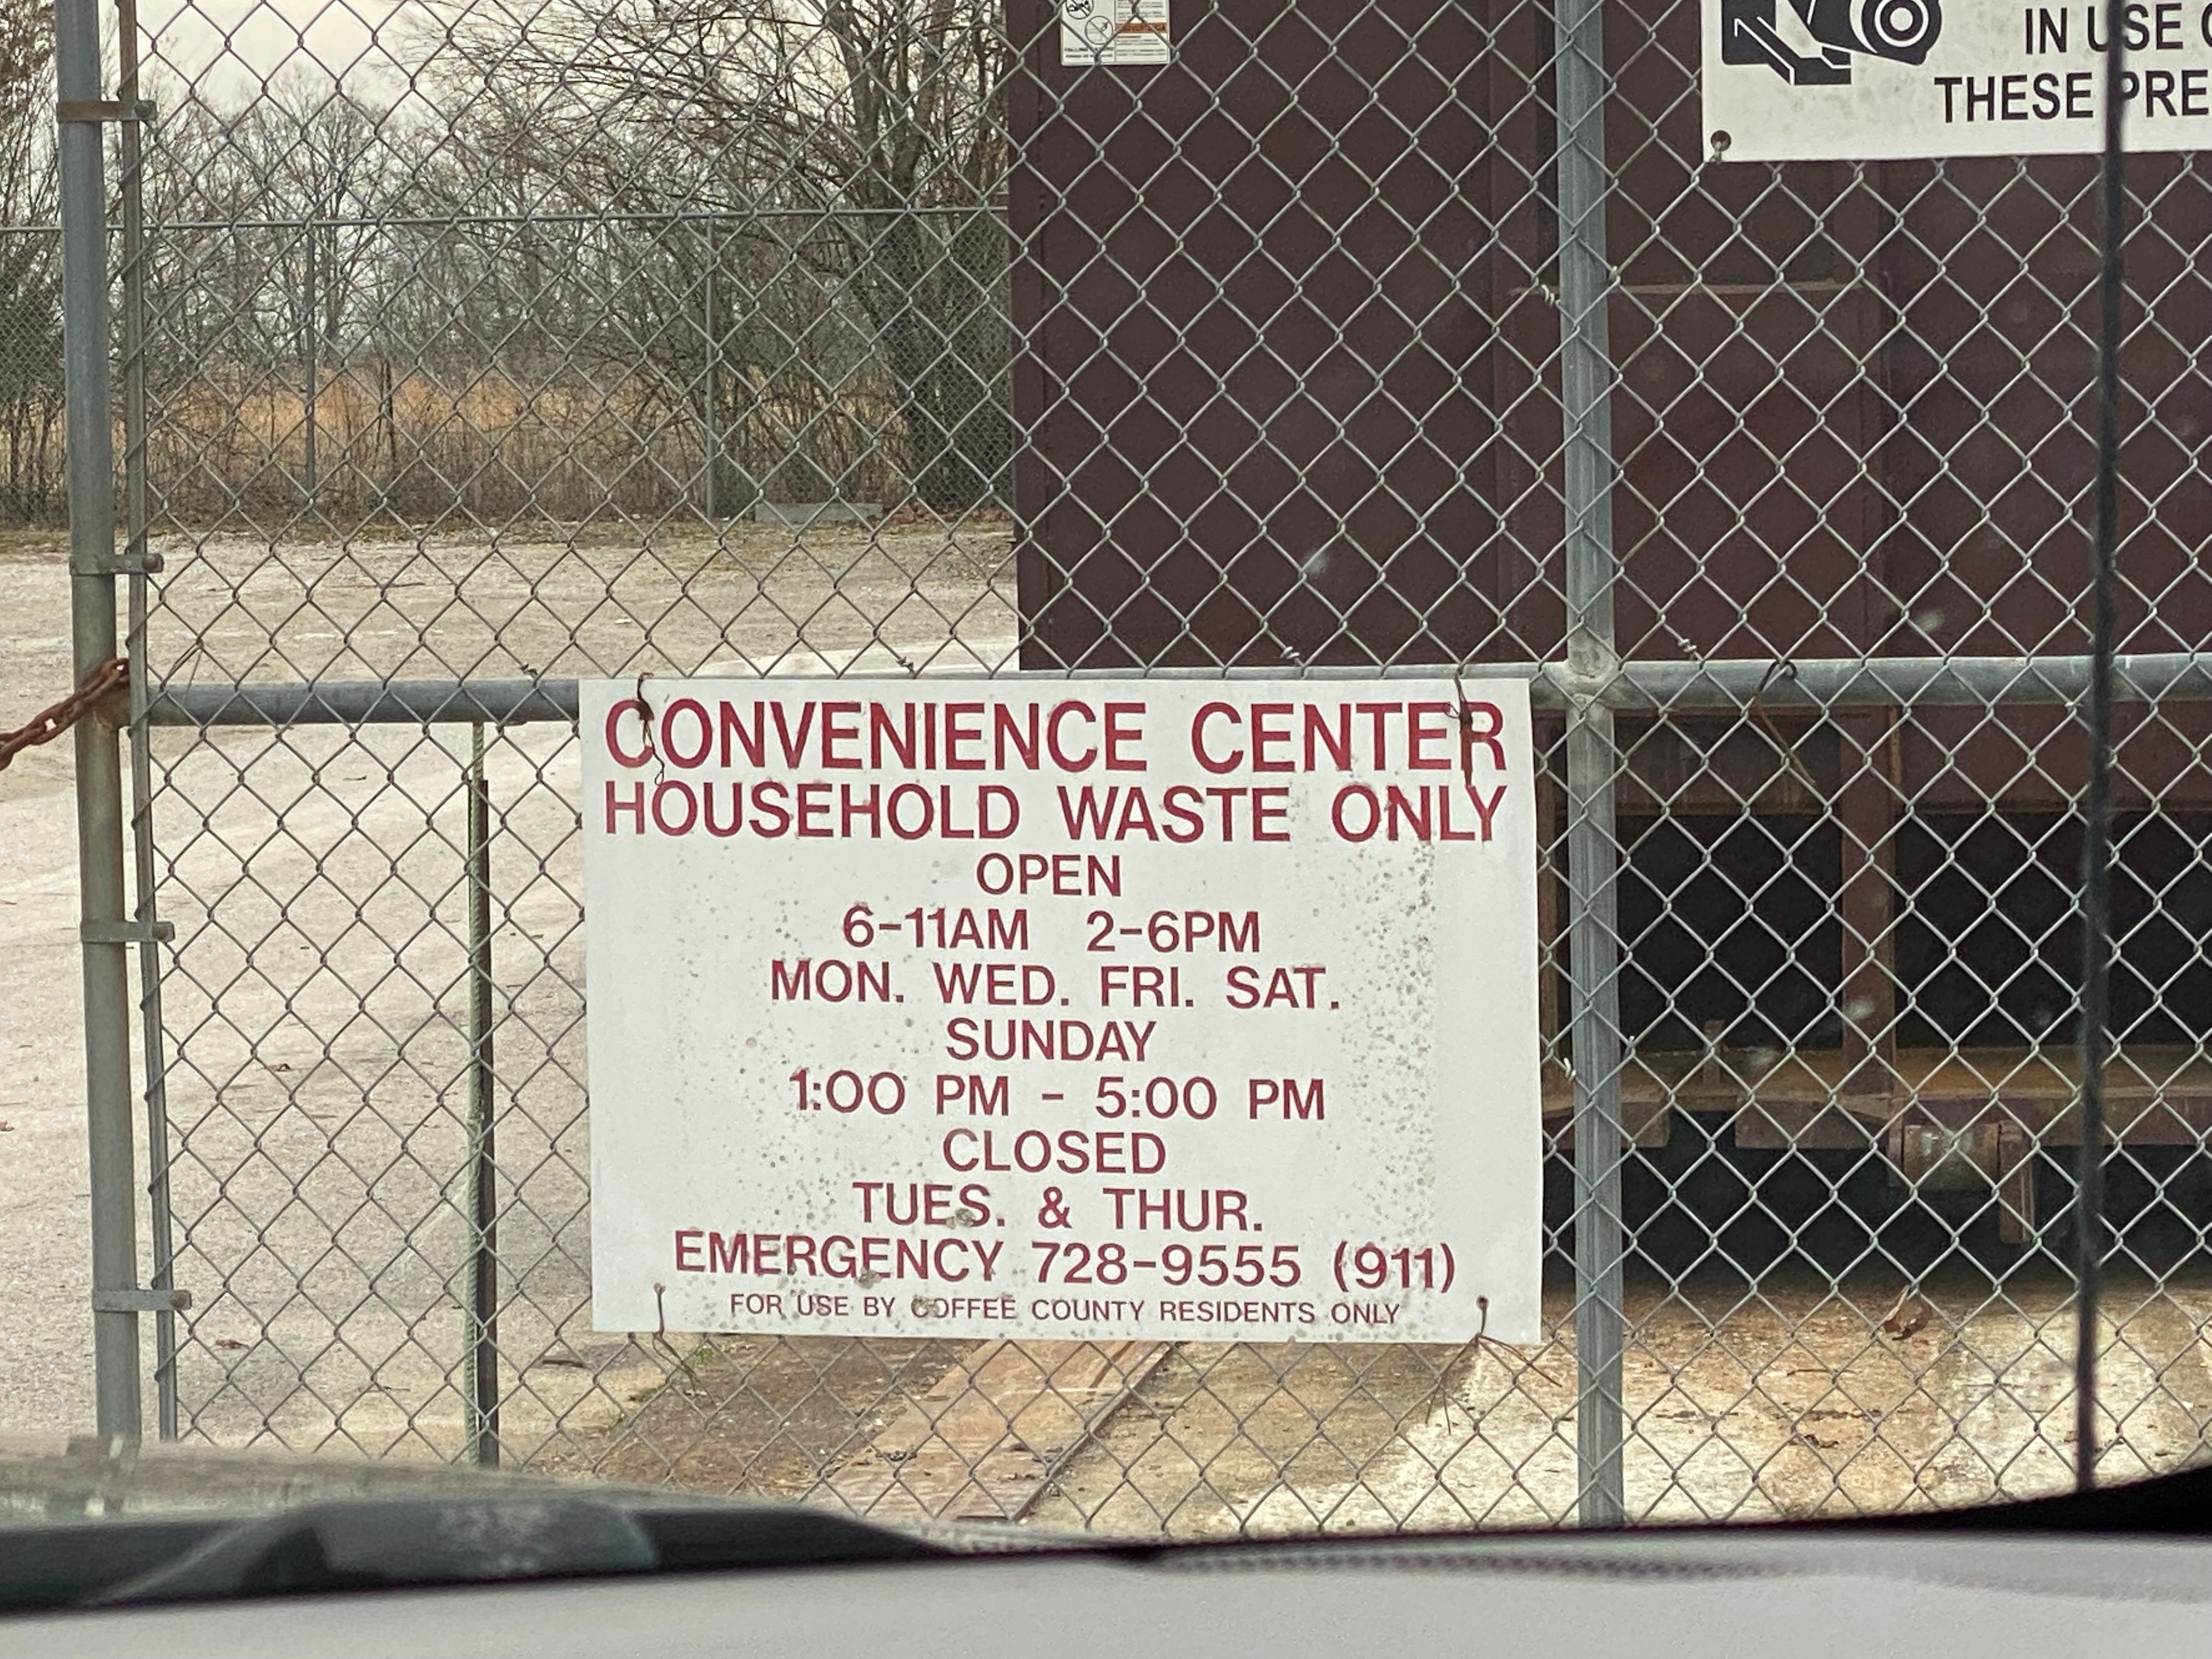 IN USE
THESE PRE
CONVENIENCE CENTER
HOUSEHOLD WASTE ONLY
OPEN
6-11AM 2-6PM
MON. WED. FRI. SAT.
SUNDAY
1:00 PM - 5:00 PM
CLOSED
TUES. & THUR.
EMERGENCY 728-9555 (911)
FOR USE BY COFFEE COUNTY RESIDENTS ONLY